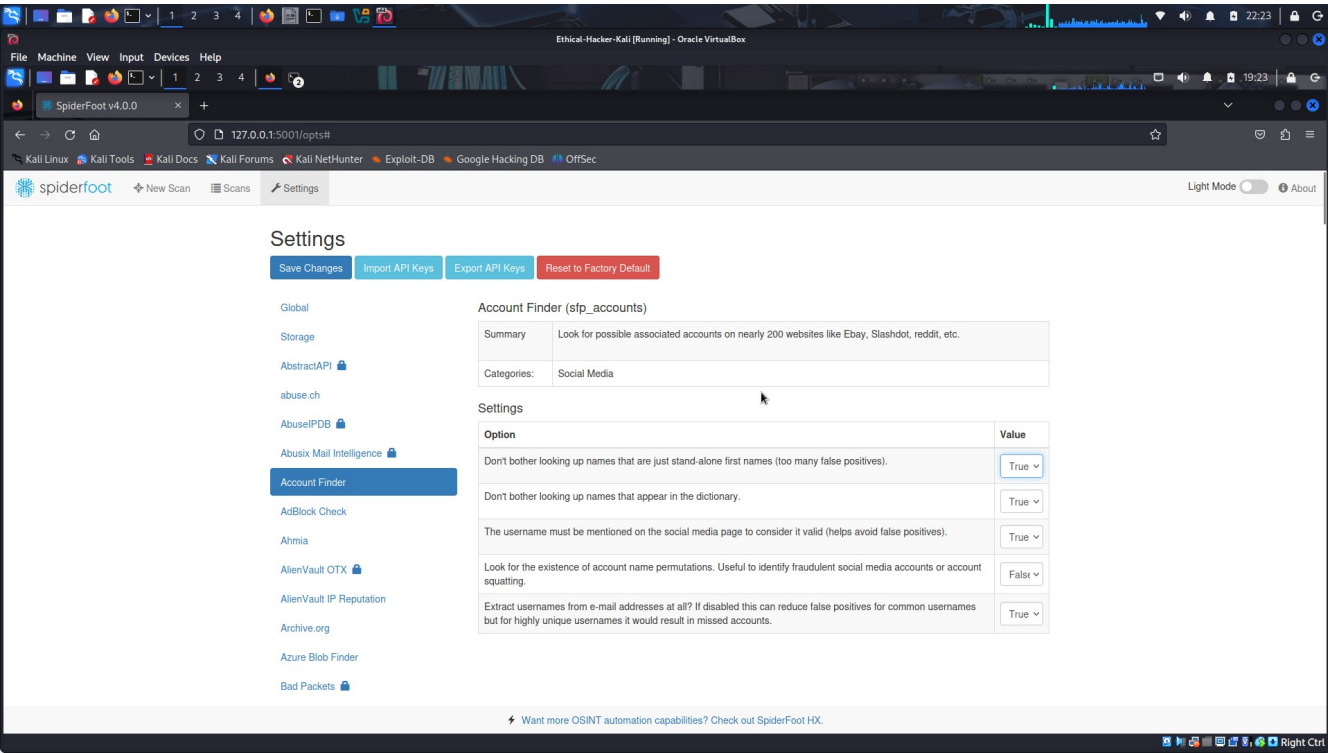 1 2 3 4
22:23
Ethical-Hacker-Kali [Running] - Oracle VirtualBox
File Machine View Input Devices Help
1 2 3 4
2
19:23
SpiderFoot v4.0.0
127.0.0.1:5001/opts#
Kali Linux Kali Tools Kali Docs Kali Forums Kali NetHunter Exploit-DB Google Hacking DB OffSec
spiderfoot New Scan Scans Settings Light Mode About
Settings
Save Changes Import API Keys Export API Keys Reset to Factory Default
Global
Storage
AbstractAPI
abuse.ch
AbuseIPDB
Abusix Mail Intelligence
Account Finder
AdBlock Check
Ahmia
AlienVault OTX
AlienVault IP Reputation
Archive.org
Azure Blob Finder
Bad Packets
Account Finder (sfp_accounts)
Summary Look for possible associated accounts on nearly 200 websites like Ebay, Slashdot, reddit, etc.
Categories: Social Media
Settings
Option Value
Don't bother looking up names that are just stand-alone first names (too many false positives). True
Don't bother looking up names that appear in the dictionary. True
The username must be mentioned on the social media page to consider it valid (helps avoid false positives). True
Look for the existence of account name permutations. Useful to identify fraudulent social media accounts or account
squatting. False
Extract usernames from e-mail addresses at all? If disabled this can reduce false positives for common usernames
but for highly unique usernames it would result in missed accounts. True
Want more OSINT automation capabilities? Check out SpiderFoot HX.
Right Ctrl